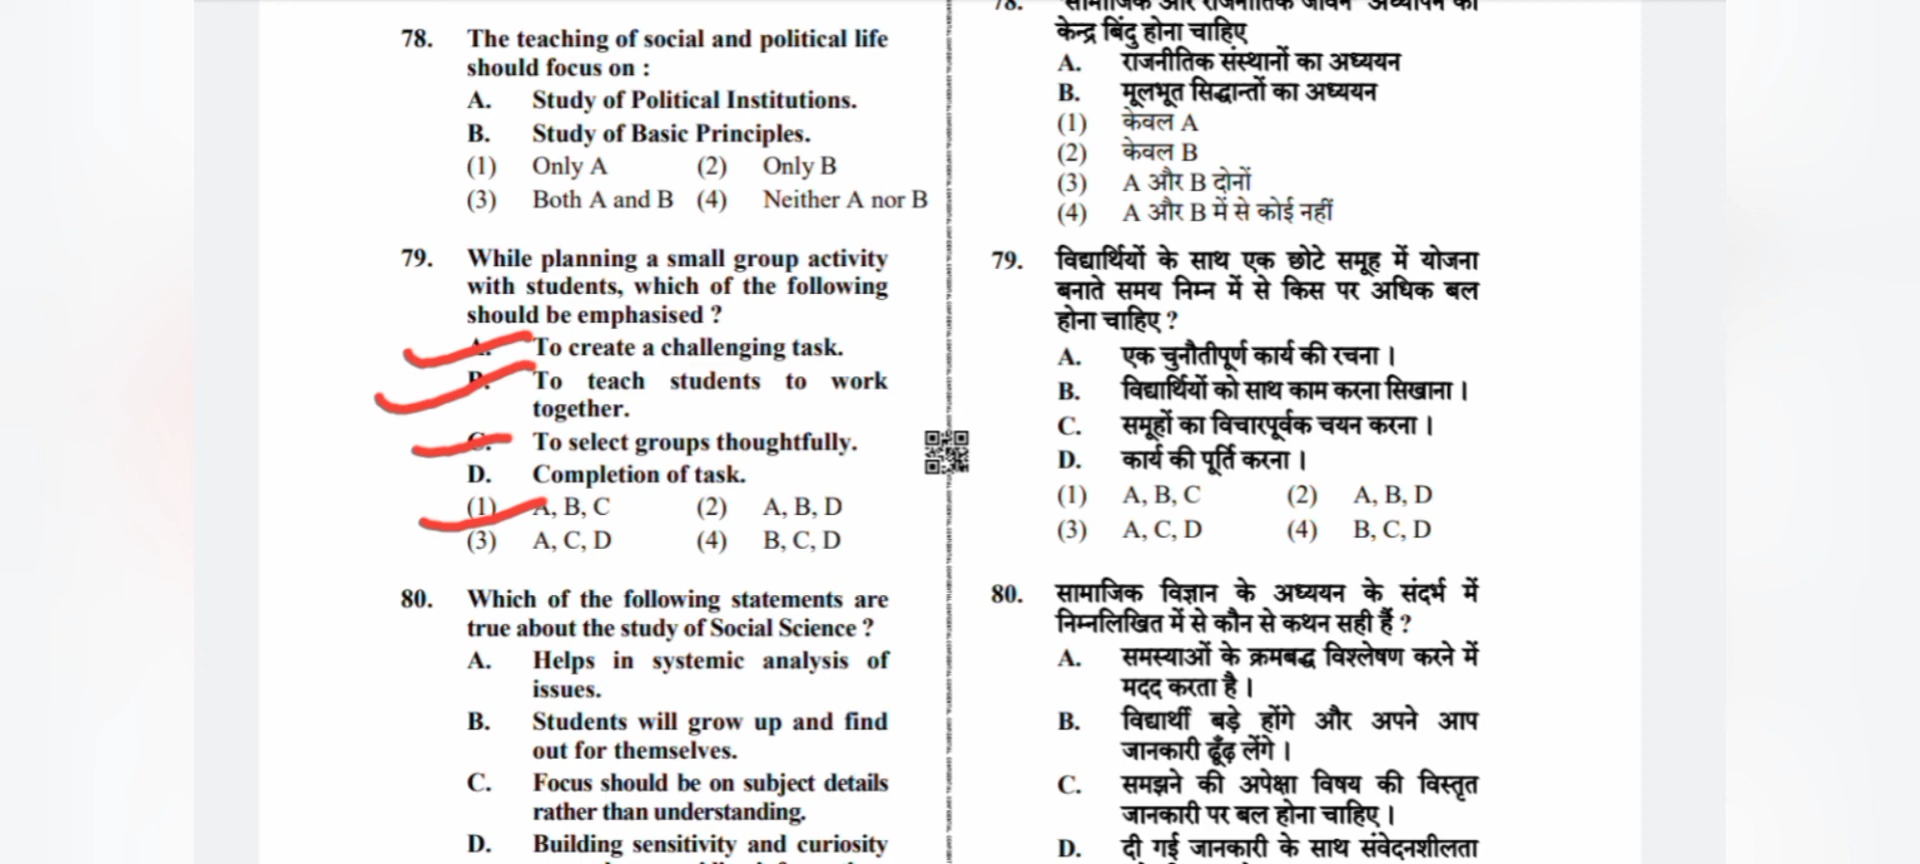 78. The teaching of social and political life
should focus on :
A. Study of Political Institutions.
B. Study of Basic Principles.
(1) Only A (2) Only B
(3) Both A and B (4) Neither A nor B
79. While planning a small group activity
with students, which of the following
should be emphasised ?
To create a challenging task.
To teach students to work
together.
To select groups thoughtfully.
D. Completion of task.
(1) A, B, C (2) A, B, D
(3) A, C, D (4) B, C, D
80. Which of the following statements are
true about the study of Social Science ?
A. Helps in systemic analysis of
issues.
B. Students will grow up and find
out for themselves.
C. Focus should be on subject details
rather than understanding.
D. Building sensitivity and curiosity
78. "सामाजिक और राजनीतिक जीवन" अध्यापन का
केन्द्र बिंदु होना चाहिए
A. राजनीतिक संस्थानों का अध्ययन
B. मूलभूत सिद्धान्तों का अध्ययन
(1) केवल A
(2) केवल B
(3) A और B दोनों
(4) A और B में से कोई नहीं
79. विद्यार्थियों के साथ एक छोटे समूह में योजना
बनाते समय निम्न में से किस पर अधिक बल
होना चाहिए ?
A. एक चुनौतीपूर्ण कार्य की रचना ।
B. विद्यार्थियों को साथ काम करना सिखाना ।
C. समूहों का विचारपूर्वक चयन करना ।
D. कार्य की पूर्ति करना ।
(1) A, B, C (2) A, B, D
(3) A, C, D (4) B, C, D
80. सामाजिक विज्ञान के अध्ययन के संदर्भ में
निम्नलिखित में से कौन से कथन सही हैं ?
A. समस्याओं के क्रमबद्ध विश्लेषण करने में
मदद करता है ।
B. विद्यार्थी बड़े होंगे और अपने आप
जानकारी ढूँढ़ लेंगे ।
C. समझने की अपेक्षा विषय की विस्तृत
जानकारी पर बल होना चाहिए ।
D. दी गई जानकारी के साथ संवेदनशीलता